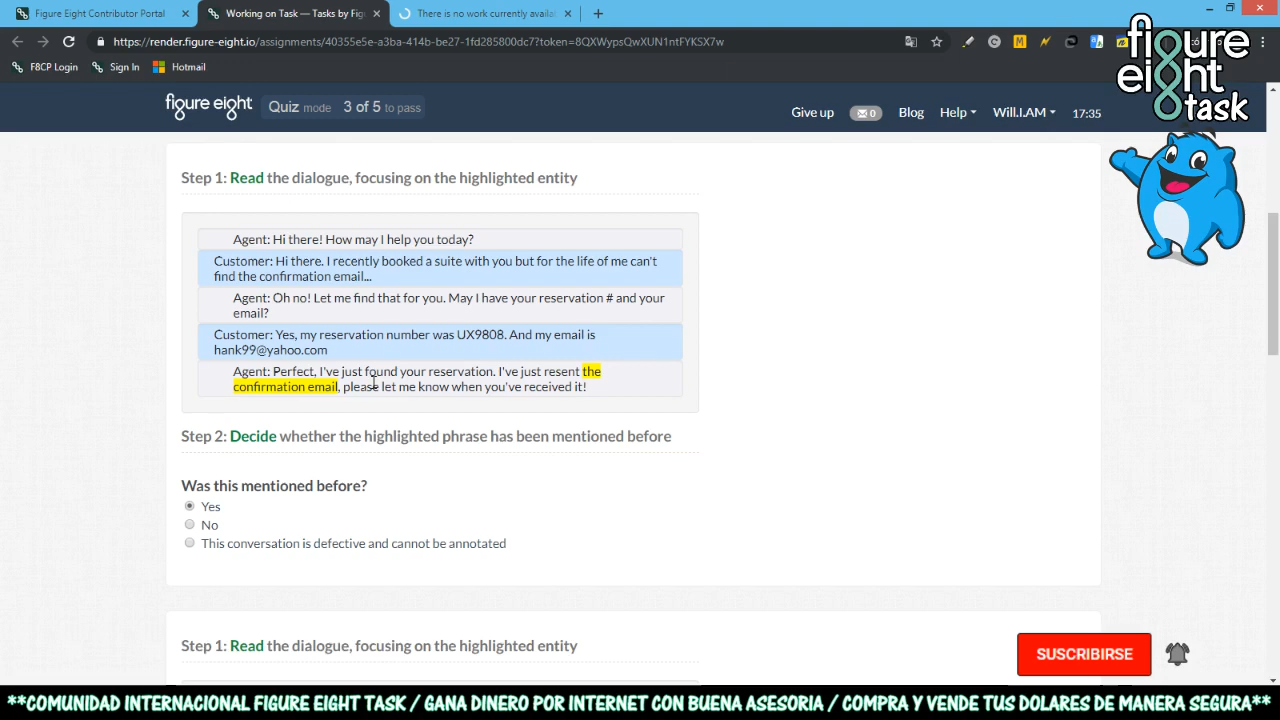 Figure Eight Contributor Portal
Working on Task — Tasks by Fig
There is no work currently availa
https://render.figure-eight.io/assignments/40355e5e-a3ba-414b-be27-1fd285800dc7?token=8QXWypsQwXUN1ntFYKSX7w
F8CP Login
Sign In
Hotmail
figure eight task
figure eight
Quiz mode 3 of 5 to pass
Give up
0
Blog
Help
Will.I.AM
17:35
Step 1: Read the dialogue, focusing on the highlighted entity
Agent: Hi there! How may I help you today?
Customer: Hi there. I recently booked a suite with you but for the life of me can't
find the confirmation email...
Agent: Oh no! Let me find that for you. May I have your reservation # and your
email?
Customer: Yes, my reservation number was UX9808. And my email is
hank99@yahoo.com
Agent: Perfect, I've just found your reservation. I've just resent the
confirmation email, please let me know when you've received it!
Step 2: Decide whether the highlighted phrase has been mentioned before
Was this mentioned before?
Yes
No
This conversation is defective and cannot be annotated
Step 1: Read the dialogue, focusing on the highlighted entity
SUSCRIBIRSE
**COMUNIDAD INTERNACIONAL FIGURE EIGHT TASK / GANA DINERO POR INTERNET CON BUENA ASESORIA / COMPRA Y VENDE TUS DOLARES DE MANERA SEGURA**